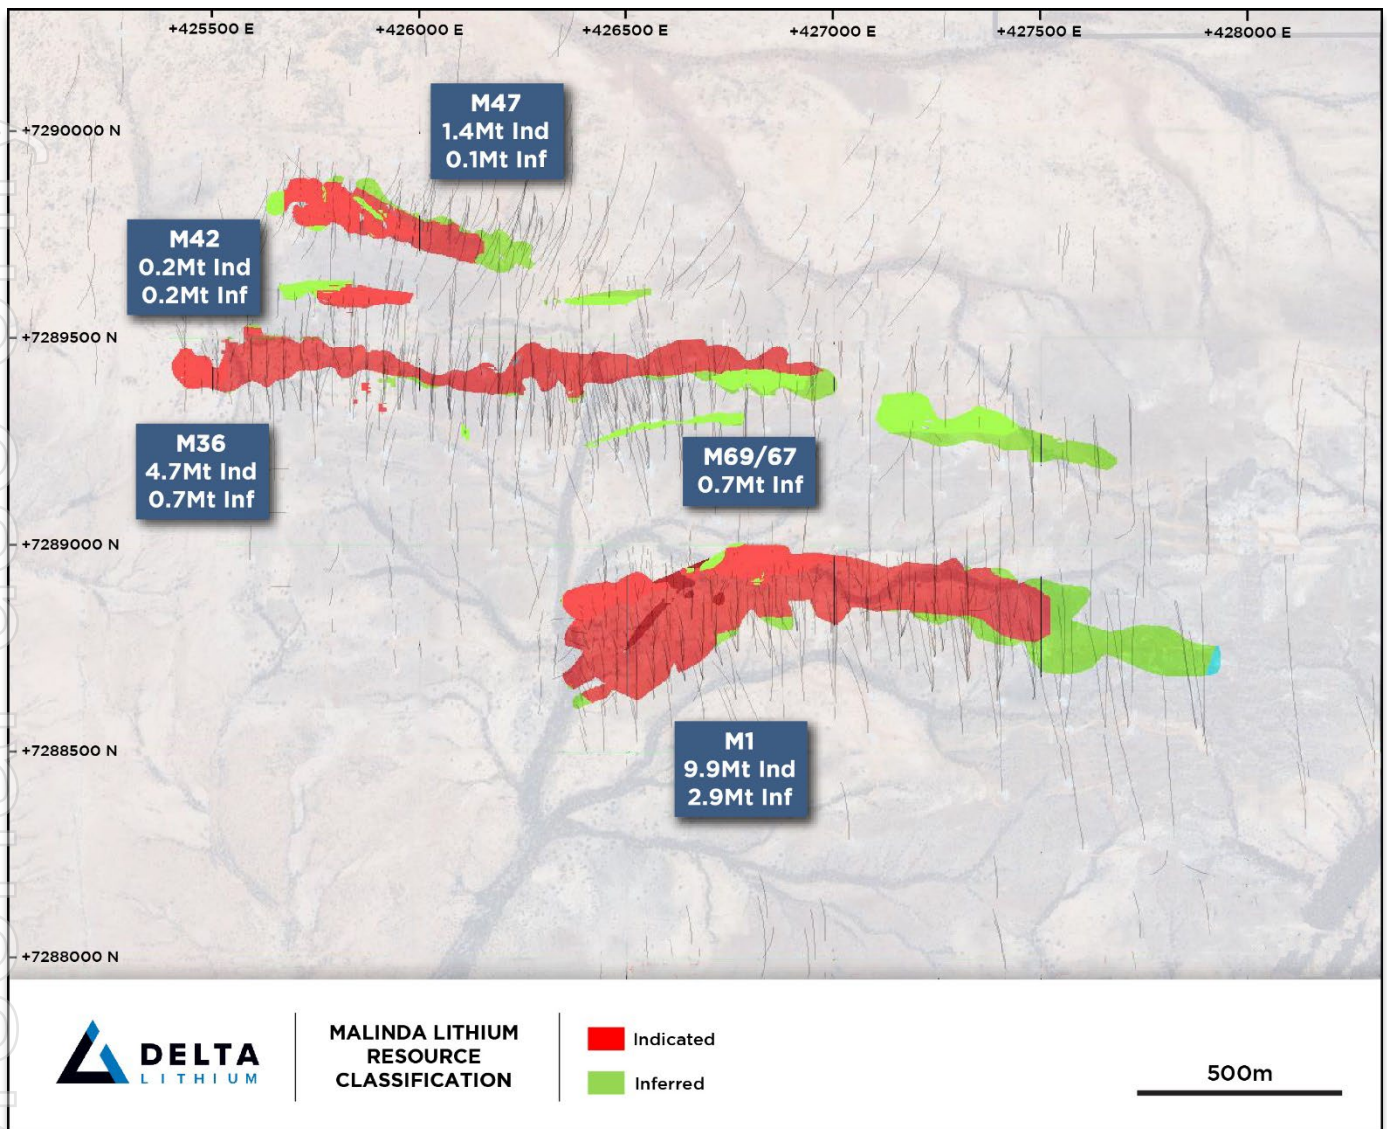 +425500 E
+426000 E
+426500 E
+427000 E
+427500 E
+428000 E
+7290000 N
+7289500 N
+7289000 N
+7288500 N
+7288000 N
M47
1.4Mt Ind
0.1Mt Inf
M42
0.2Mt Ind
0.2Mt Inf
M36
4.7Mt Ind
0.7Mt Inf
M69/67
0.7Mt Inf
M1
9.9Mt Ind
2.9Mt Inf
DELTA
LITHIUM
MALINDA LITHIUM
RESOURCE
CLASSIFICATION
Indicated
Inferred
500m